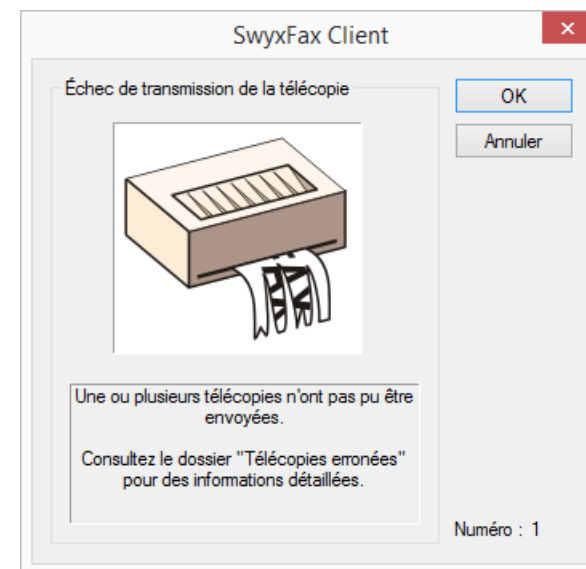 SwyxFax Client
Échec de transmission de la télécopie
OK
Annuler
FAX
Une ou plusieurs télécopies n'ont pas pu être
envoyées.
Consultez le dossier "Télécopies erronées"
pour des informations détaillées.
Numéro : 1